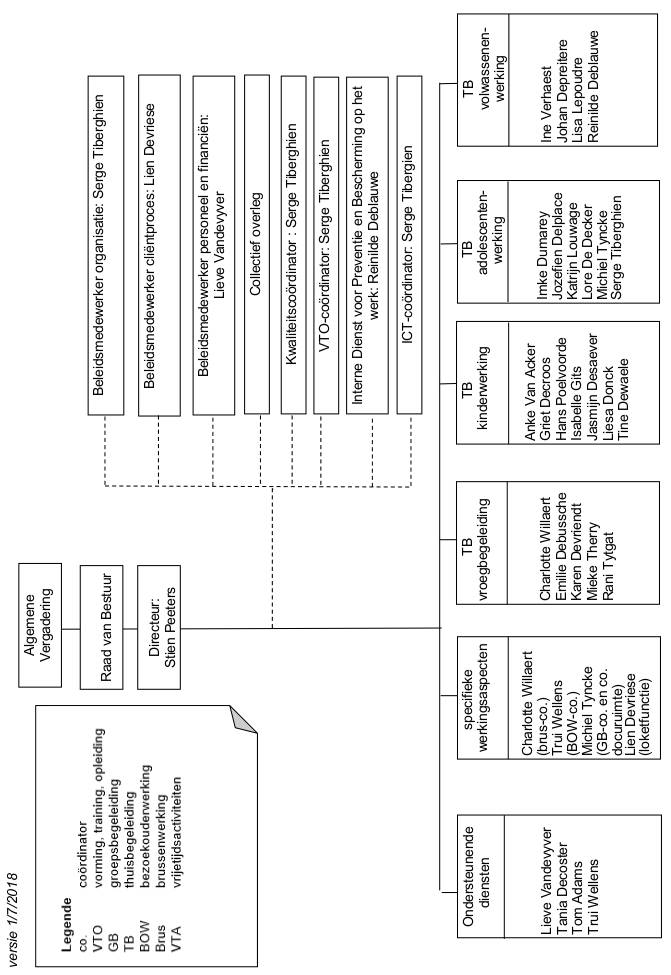 versie 1/7/2018
Legende
co. coördinator
VTO vorming, training, opleiding
GB groepsbegeleiding
TB thuisbegeleiding
BOW bezoekouderwerking
Brus brussenwerking
VTA vrijetijdsactiviteiten
Algemene
Vergadering
Raad van Bestuur
Directeur:
Stien Peeters
Beleidsmedewerker organisatie: Serge Tiberghien
Beleidsmedewerker cliëntproces: Lien Devriese
Beleidsmedewerker personeel en financiën:
Lieve Vandevyver
Collectief overleg
Kwaliteitscoördinator : Serge Tiberghien
VTO-coördinator: Serge Tiberghien
Interne Dienst voor Preventie en Bescherming op het
werk: Reinilde Deblauwe
ICT-coördinator: Serge Tibergien
Ondersteunende
diensten
Lieve Vandevyver
Tania Decoster
Tom Adams
Trui Wellens
specifieke
werkingsaspecten
Charlotte Willaert
(brus-co.)
Trui Wellens
(BOW-co.)
Michiel Tyncke
(GB-co. en co.
docuruimte)
Lien Devriese
(loketfunctie)
TB
vroegbegeleiding
Charlotte Willaert
Emilie Debussche
Karen Devriendt
Mieke Therry
Rani Tytgat
TB
kinderwerking
Anke Van Acker
Griet Decroos
Hans Poelvoorde
Isabelle Gits
Jasmijn Desaever
Liesa Donck
Tine Dewaele
TB
adolescenten-
werking
Imke Dumarey
Jozefien Delplace
Katrijn Louwage
Lore De Decker
Michiel Tyncke
Serge Tiberghien
TB
volwassenen-
werking
Ine Verhaest
Johan Depreitere
Lisa Lepoudre
Reinilde Deblauwe